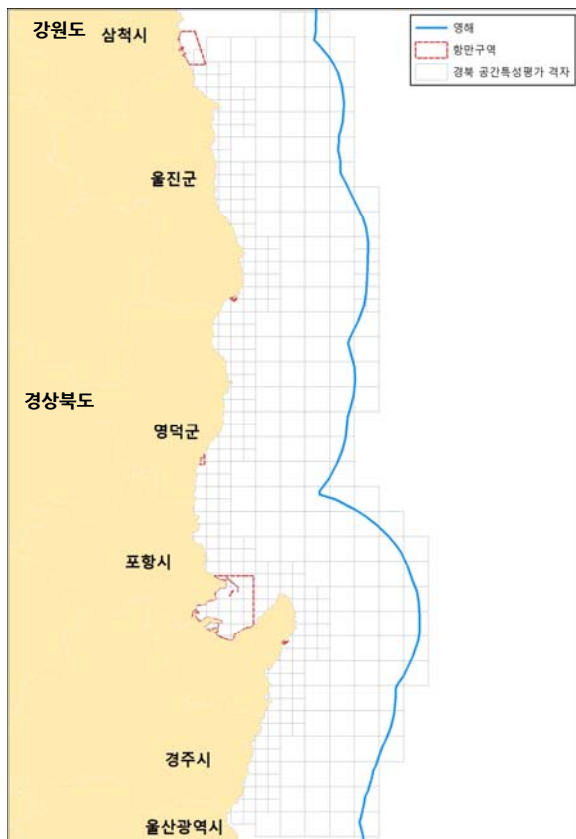 강원도
삼척시
영해
항만구역
경북 공간특성평가 격자
울진군
경상북도
영덕군
포항시
경주시
울산광역시